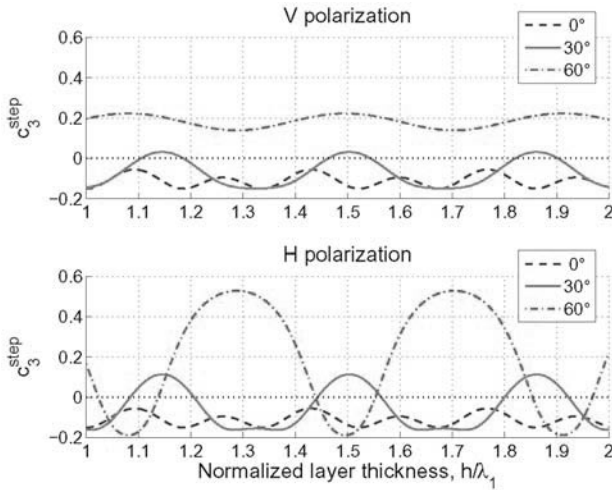 V polarization
0.6
0.4
0.2
0
−0.2
c₃ˢᵗᵉᵖ
0°
30°
60°
1 1.1 1.2 1.3 1.4 1.5 1.6 1.7 1.8 1.9 2
H polarization
0.6
0.4
0.2
0
−0.2
c₃ˢᵗᵉᵖ
0°
30°
60°
1 1.1 1.2 1.3 1.4 1.5 1.6 1.7 1.8 1.9 2
Normalized layer thickness, h/λ₁